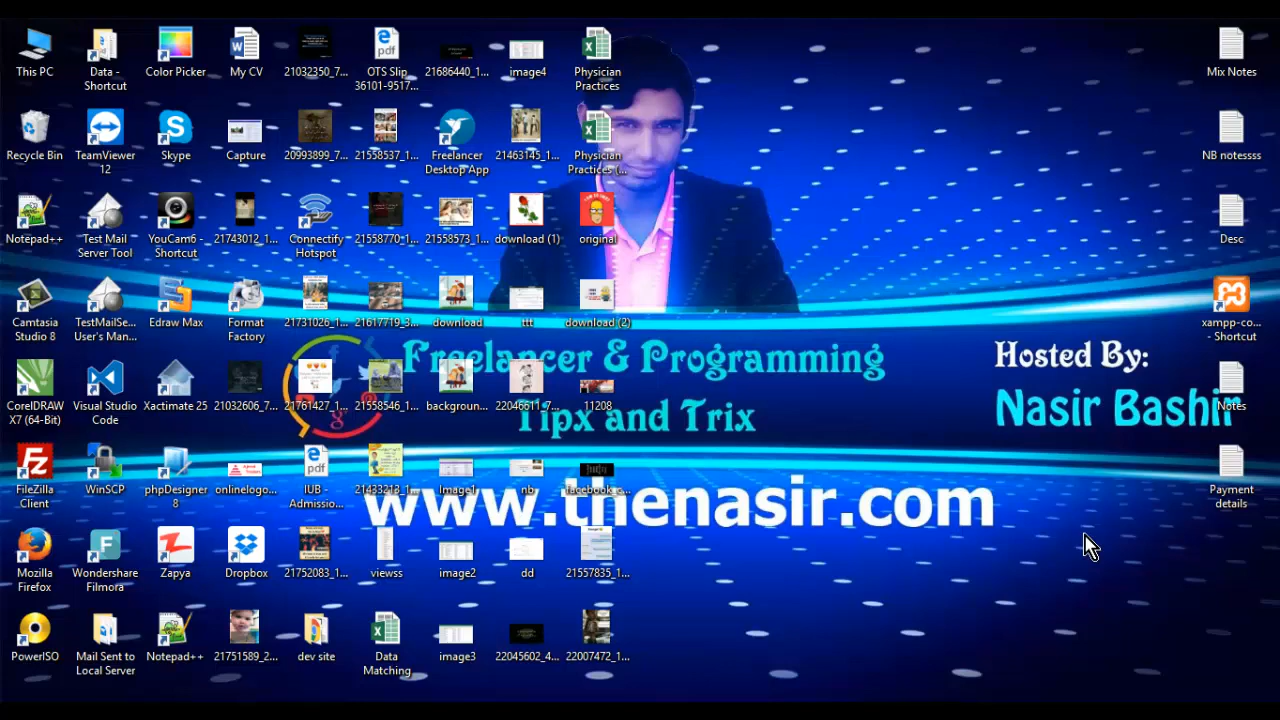 This PC
Data -
Shortcut
Color Picker
My CV
21032350_7...
OTS Slip
36101-9517...
21686440_1...
image4
Physician
Practices
Mix Notes
Recycle Bin
TeamViewer
12
Skype
Capture
20993899_7...
21558537_1...
Freelancer
Desktop App
21463145_1...
Physician
Practices (...
NB notessss
Notepad++
Test Mail
Server Tool
YouCam6 -
Shortcut
21743012_1...
Connectify
Hotspot
21558770_1...
21558573_1...
download (1)
original
Desc
Camtasia
Studio 8
TestMailSe...
User's Man...
Edraw Max
Format
Factory
21731026_1...
21617719_3...
download
ttt
download (2)
xampp-co...
- Shortcut
Freelancer & Programming
Tipx and Trix
Hosted By:
Nasir Bashir
CorelDRAW
X7 (64-Bit)
Visual Studio
Code
Xactimate 25
21032606_7...
21761427_1...
21558546_1...
backgroun...
22046611_7...
11208
Notes
FileZilla
Client
WinSCP
phpDesigner
8
onlinelogo...
IUB -
Admissio...
21433213_1...
Image1
nb
facebook_c...
Payment
details
www.thenasir.com
Mozilla
Firefox
Wondershare
Filmora
Zapya
Dropbox
21752083_1...
viewss
image2
dd
21557835_1...
PowerISO
Mail Sent to
Local Server
Notepad++
21751589_2...
dev site
Data
Matching
image3
22045602_4...
22007472_1...